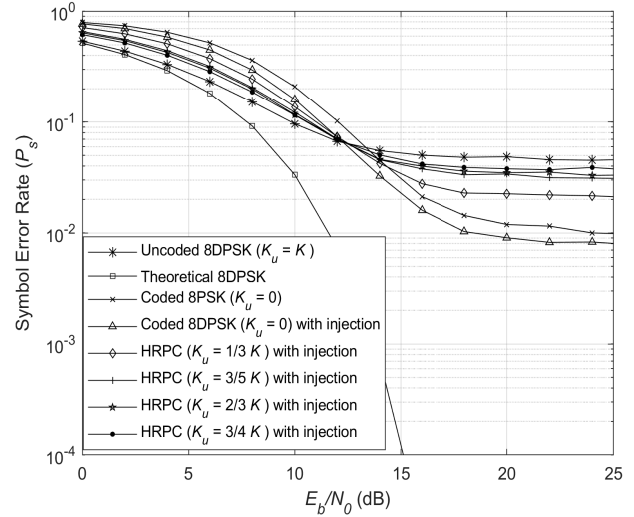 10^0
10^-1
10^-2
10^-3
10^-4
Symbol Error Rate (P_s)
Uncoded 8DPSK (K_u = K)
Theoretical 8DPSK
Coded 8PSK (K_u = 0)
Coded 8DPSK (K_u = 0) with injection
HRPC (K_u = 1/3 K) with injection
HRPC (K_u = 3/5 K) with injection
HRPC (K_u = 2/3 K) with injection
HRPC (K_u = 3/4 K) with injection
0 5 10 15 20 25
E_b/N_0 (dB)